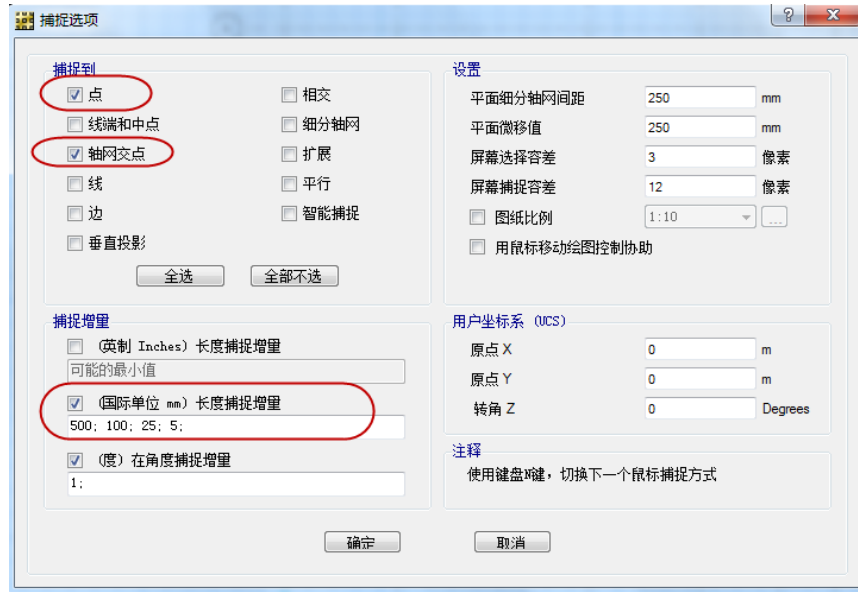 捕捉选项
捕捉到
点
相交
线端和中点
细分轴网
轴网交点
扩展
线
平行
边
智能捕捉
垂直投影
全选
全部不选
设置
平面细分轴网间距 250 mm
平面微移值 250 mm
屏幕选择容差 3 像素
屏幕捕捉容差 12 像素
图纸比例 1:10 ...
用鼠标移动绘图控制协助
捕捉增量
(英制 Inches) 长度捕捉增量
可能的最小值
(国际单位 mm) 长度捕捉增量
500; 100; 25; 5;
(度) 在角度捕捉增量
1;
用户坐标系 (UCS)
原点 X 0 m
原点 Y 0 m
转角 Z 0 Degrees
注释
使用键盘N键，切换下一个鼠标捕捉方式
确定
取消